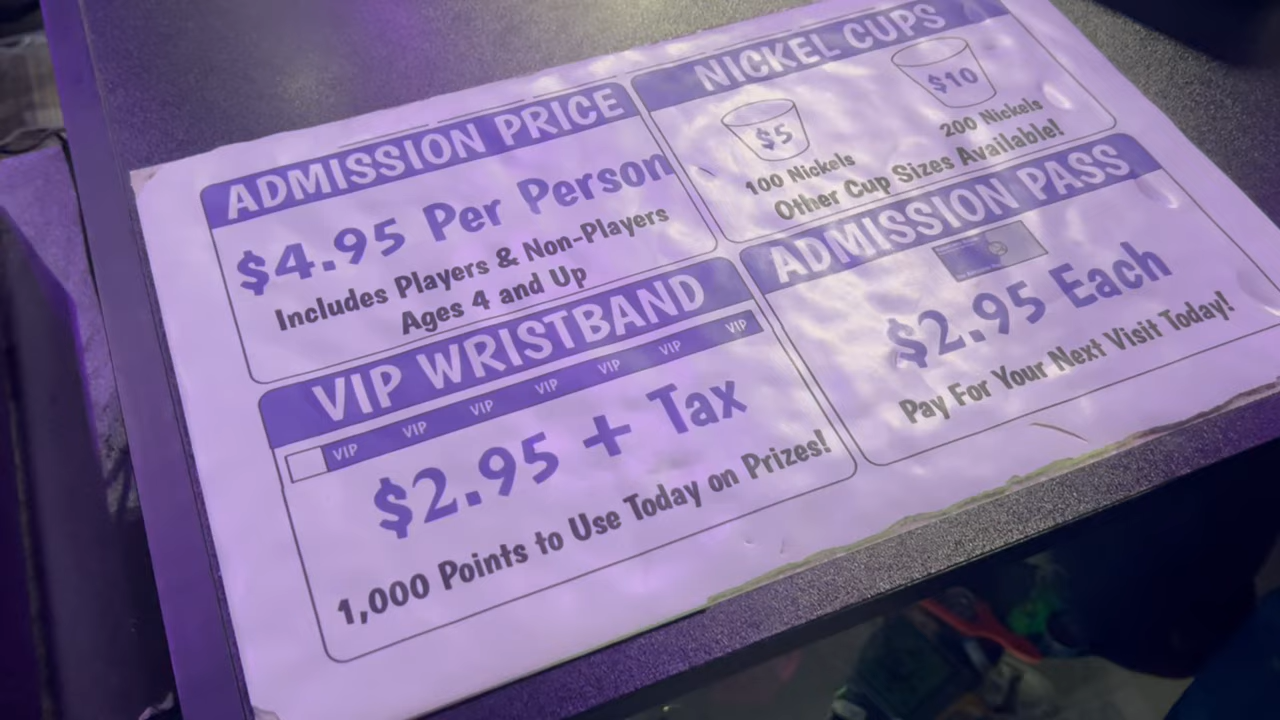 ADMISSION PRICE
$4.95 Per Person
Includes Players & Non-Players
Ages 4 and Up
NICKEL CUPS
$5
$10
100 Nickels
200 Nickels
Other Cup Sizes Available!
VIP WRISTBAND
VIP VIP VIP VIP VIP VIP VIP
$2.95 + Tax
1,000 Points to Use Today on Prizes!
ADMISSION PASS
$2.95 Each
Pay For Your Next Visit Today!